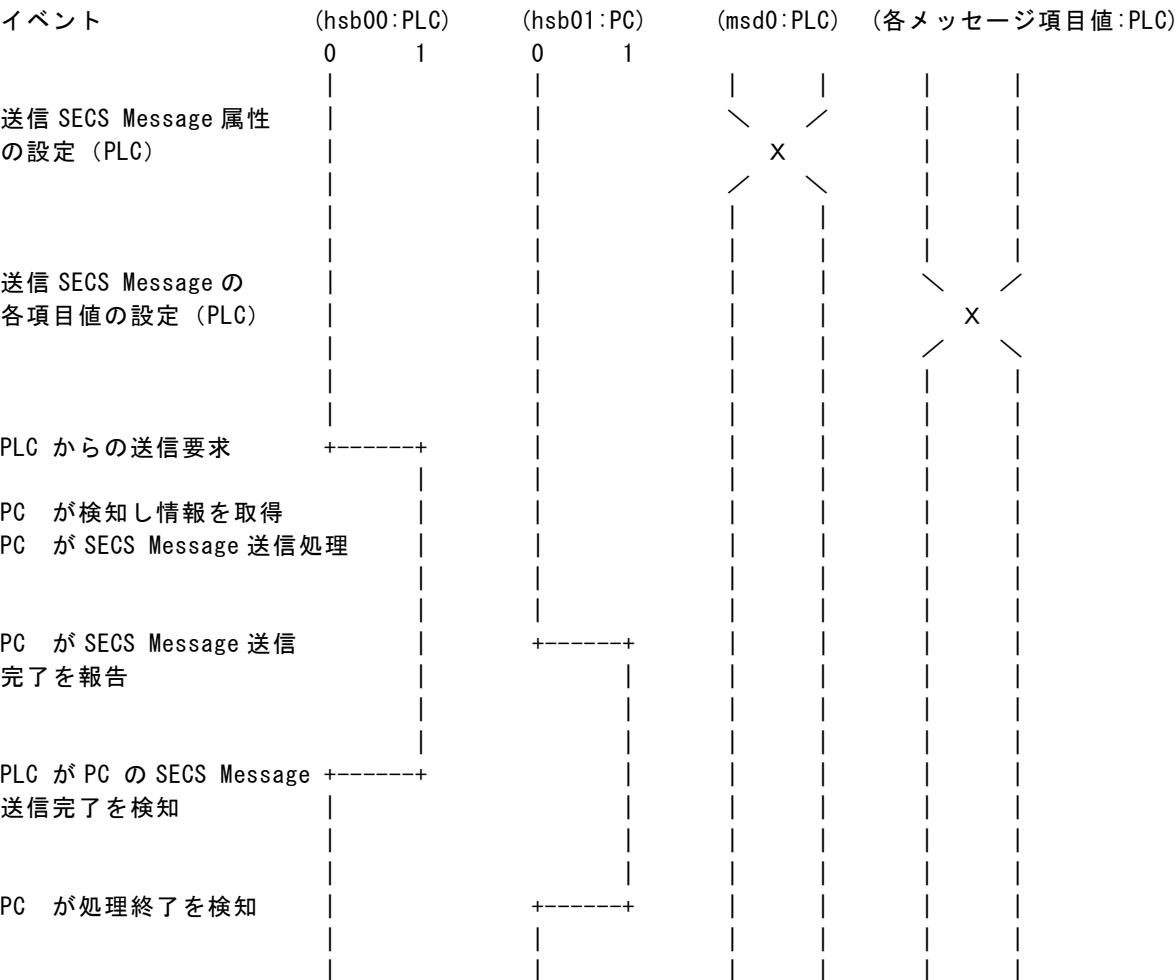 イベント (hsb00:PLC) (hsb01:PC) (msd0:PLC) (各メッセージ項目値:PLC)
0 1 0 1
送信 SECS Message 属性
の設定（PLC） X
送信 SECS Message の
各項目値の設定（PLC） X
PLC からの送信要求 +------+
PC が検知し情報を取得
PC が SECS Message 送信処理
PC が SECS Message 送信 +------+
完了を報告
PLC が PC の SECS Message +------+
送信完了を検知
PC が処理終了を検知 +------+